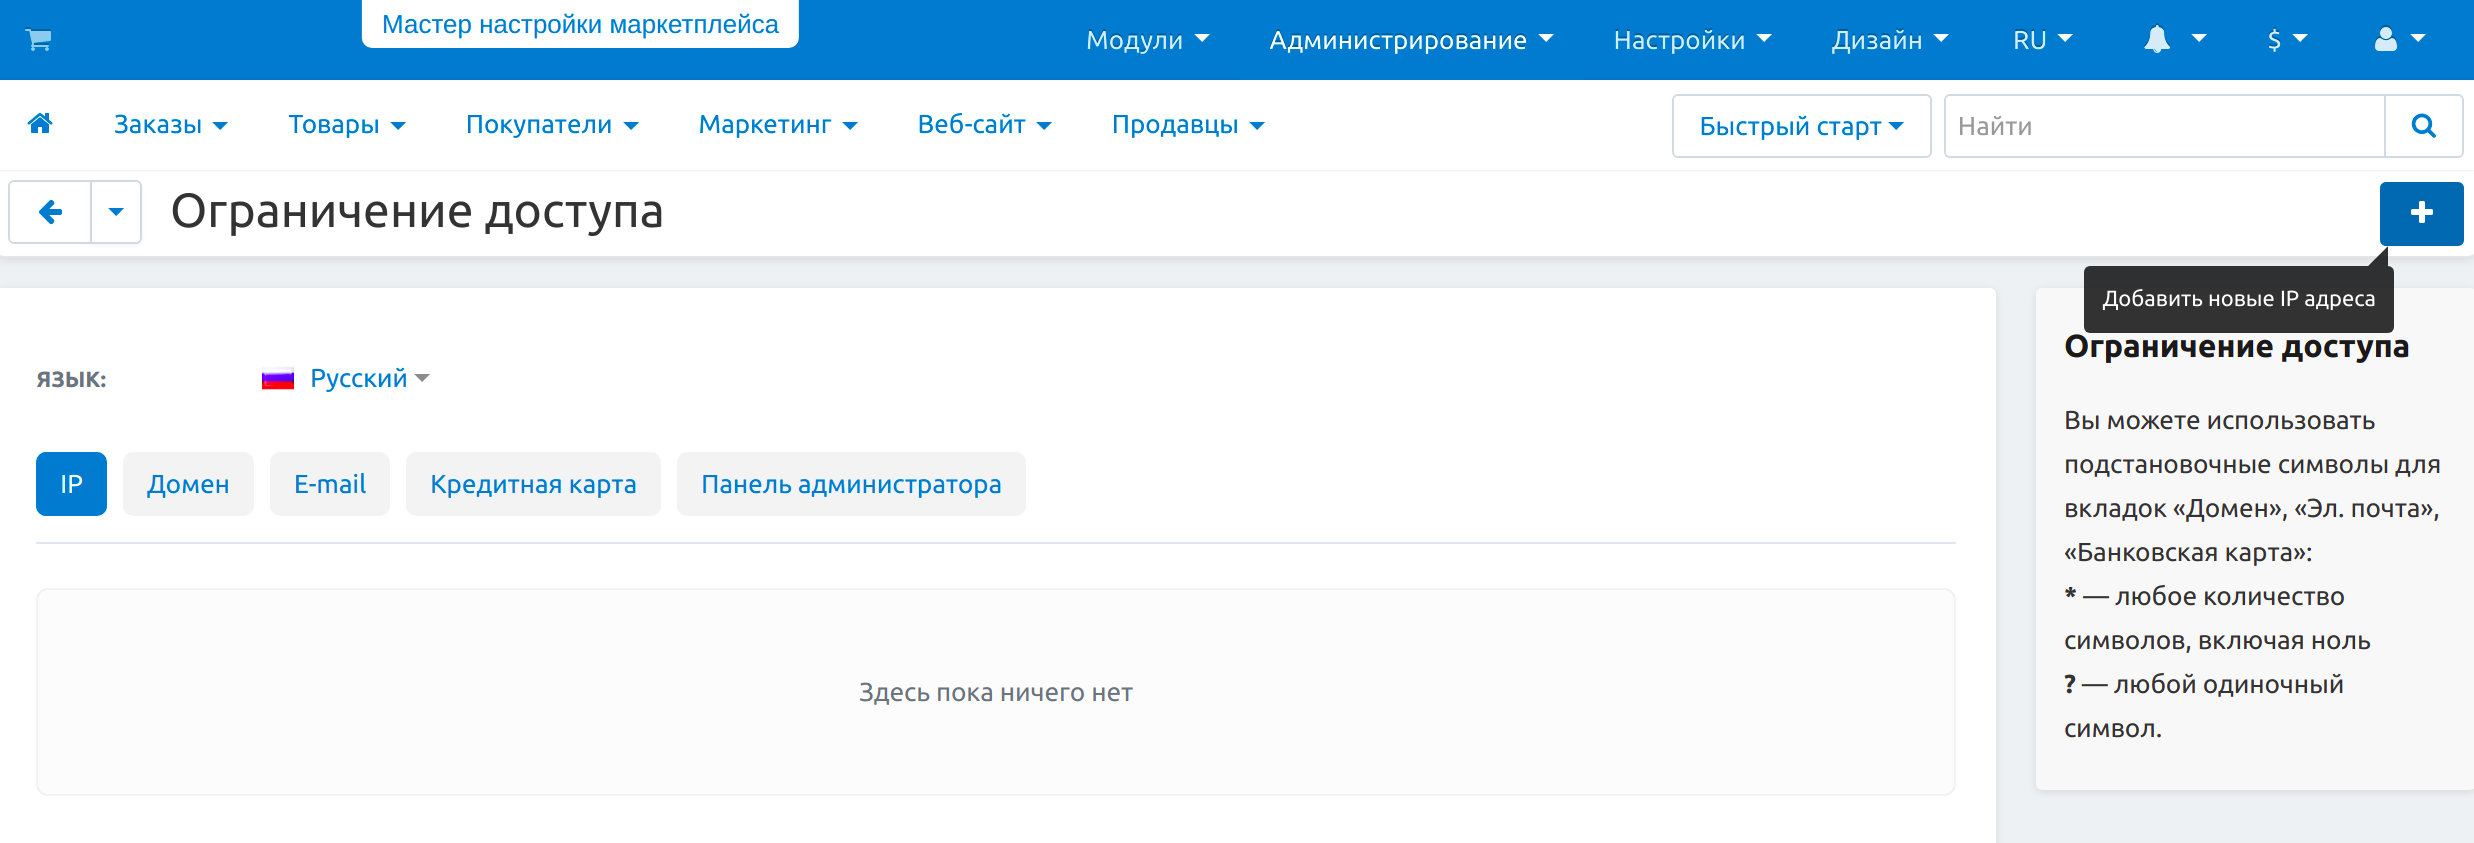 Мастер настройки маркетплейса
Модули Администрирование Настройки Дизайн RU $
Заказы Товары Покупатели Маркетинг Веб-сайт Продавцы Быстрый старт Найти
Ограничение доступа
Добавить новые IP адреса
ЯЗЫК: Русский
IP Домен E-mail Кредитная карта Панель администратора
Здесь пока ничего нет
Ограничение доступа
Вы можете использовать
подстановочные символы для
вкладок «Домен», «Эл. почта»,
«Банковская карта»:
* — любое количество
символов, включая ноль
? — любой одиночный
символ.